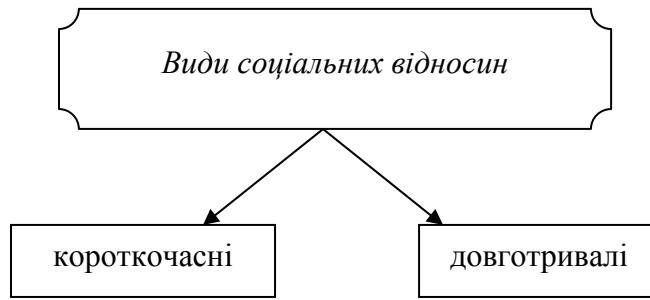 Види соціальних відносин
короткочасні
довготривалі